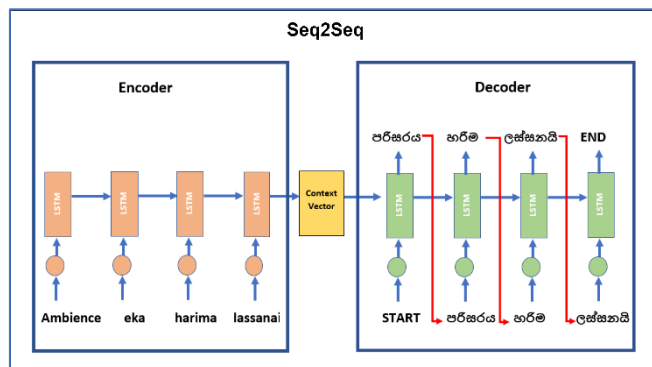 Seq2Seq
Encoder
LSTM
LSTM
LSTM
LSTM
Ambience eka harima lassanai
Context
Vector
Decoder
පරිසරය හරිම ලස්සනයි END
LSTM
LSTM
LSTM
LSTM
START පරිසරය හරිම ලස්සනයි